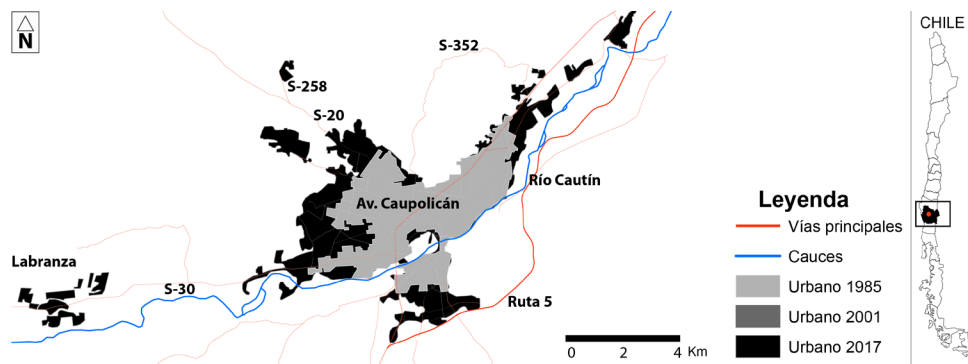 N
S-352
S-258
S-20
Av. Caupolicán
Río Cautín
Labranza
S-30
Ruta 5
0 2 4 Km
Leyenda
Vías principales
Cauces
Urbano 1985
Urbano 2001
Urbano 2017
CHILE